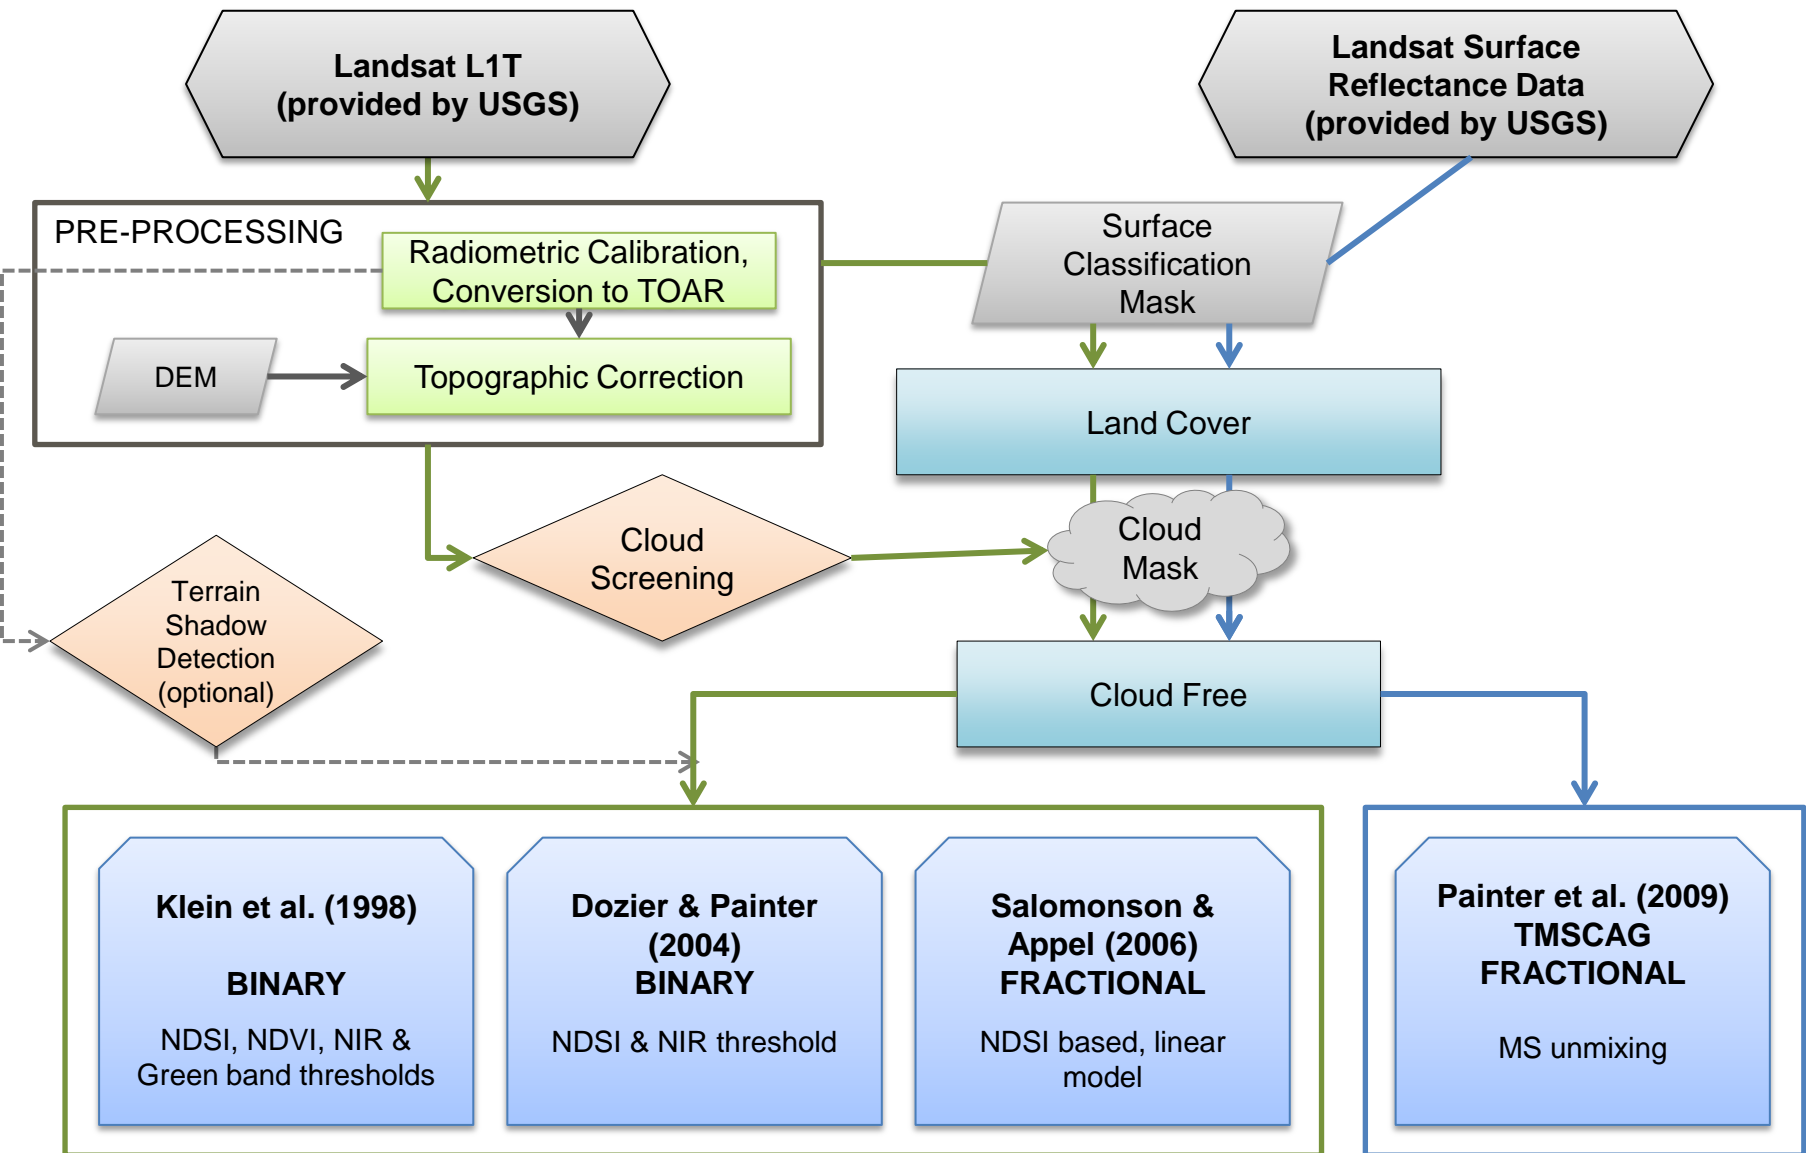 Landsat L1T
(provided by USGS)
Landsat Surface
Reflectance Data
(provided by USGS)
PRE-PROCESSING
Radiometric Calibration,
Conversion to TOAR
DEM
Topographic Correction
Surface
Classification
Mask
Land Cover
Cloud
Screening
Cloud
Mask
Terrain
Shadow
Detection
(optional)
Cloud Free
Klein et al. (1998)
BINARY
NDSI, NDVI, NIR &
Green band thresholds
Dozier & Painter
(2004)
BINARY
NDSI & NIR threshold
Salomonson &
Appel (2006)
FRACTIONAL
NDSI based, linear
model
Painter et al. (2009)
TMSCAG
FRACTIONAL
MS unmixing